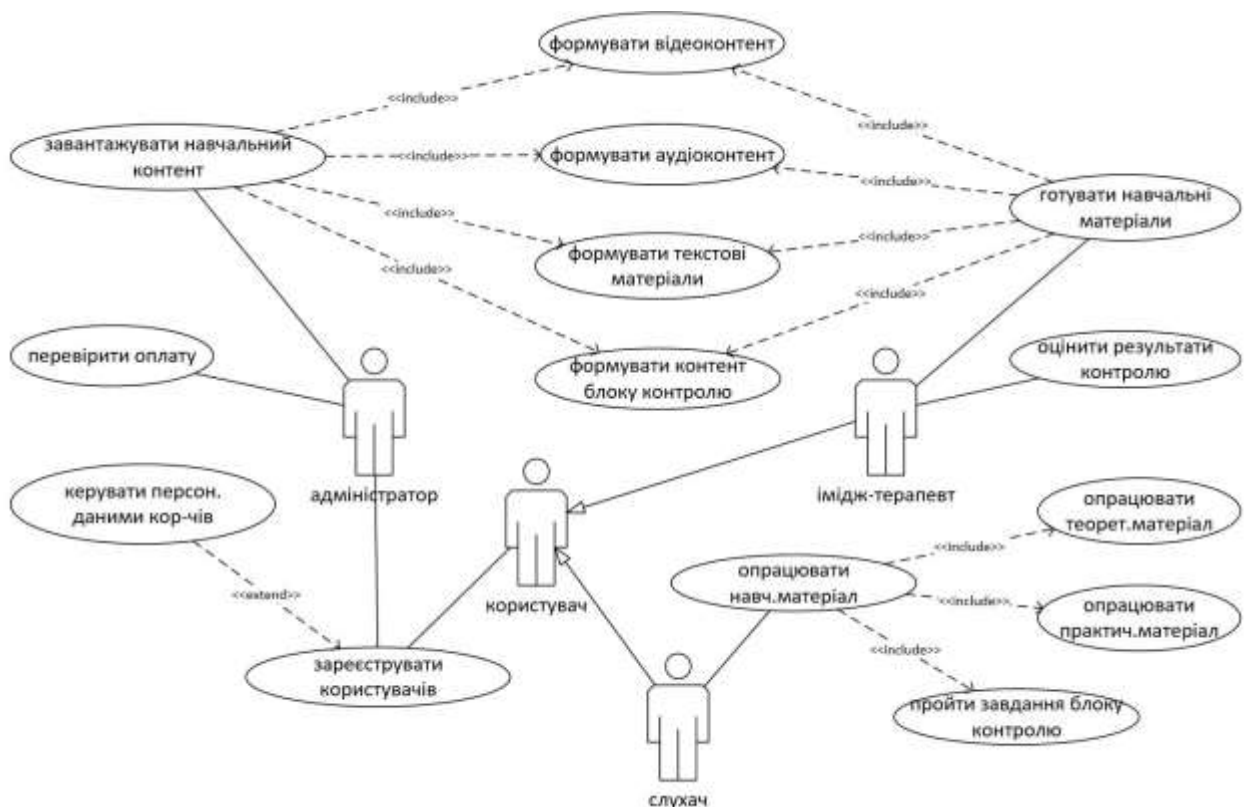 формувати відеоконтент
<<include>>
<<include>>
завантажувати навчальний
контент
<<include>>
формувати аудіоконтент
<<include>>
готувати навчальні
матеріали
<<include>>
<<include>>
формувати текстові
матеріали
<<include>>
<<include>>
перевірити оплату
формувати контент
блоку контролю
оцінити результати
контролю
адміністратор
імідж-терапевт
керувати персон.
даними кор-чів
опрацювати
теорет.матеріал
<<include>>
<<extend>>
користувач
опрацювати
навч.матеріал
<<include>>
опрацювати
практич.матеріал
<<include>>
зареєструвати
користувачів
пройти завдання блоку
контролю
слухач